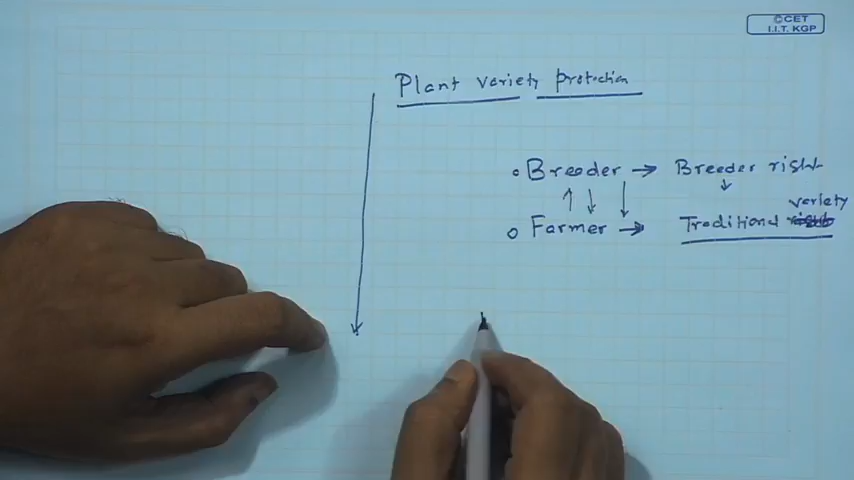 ©CET
I.I.T. KGP
Plant variety protection
Breeder → Breeder right
variety
Farmer → Traditional